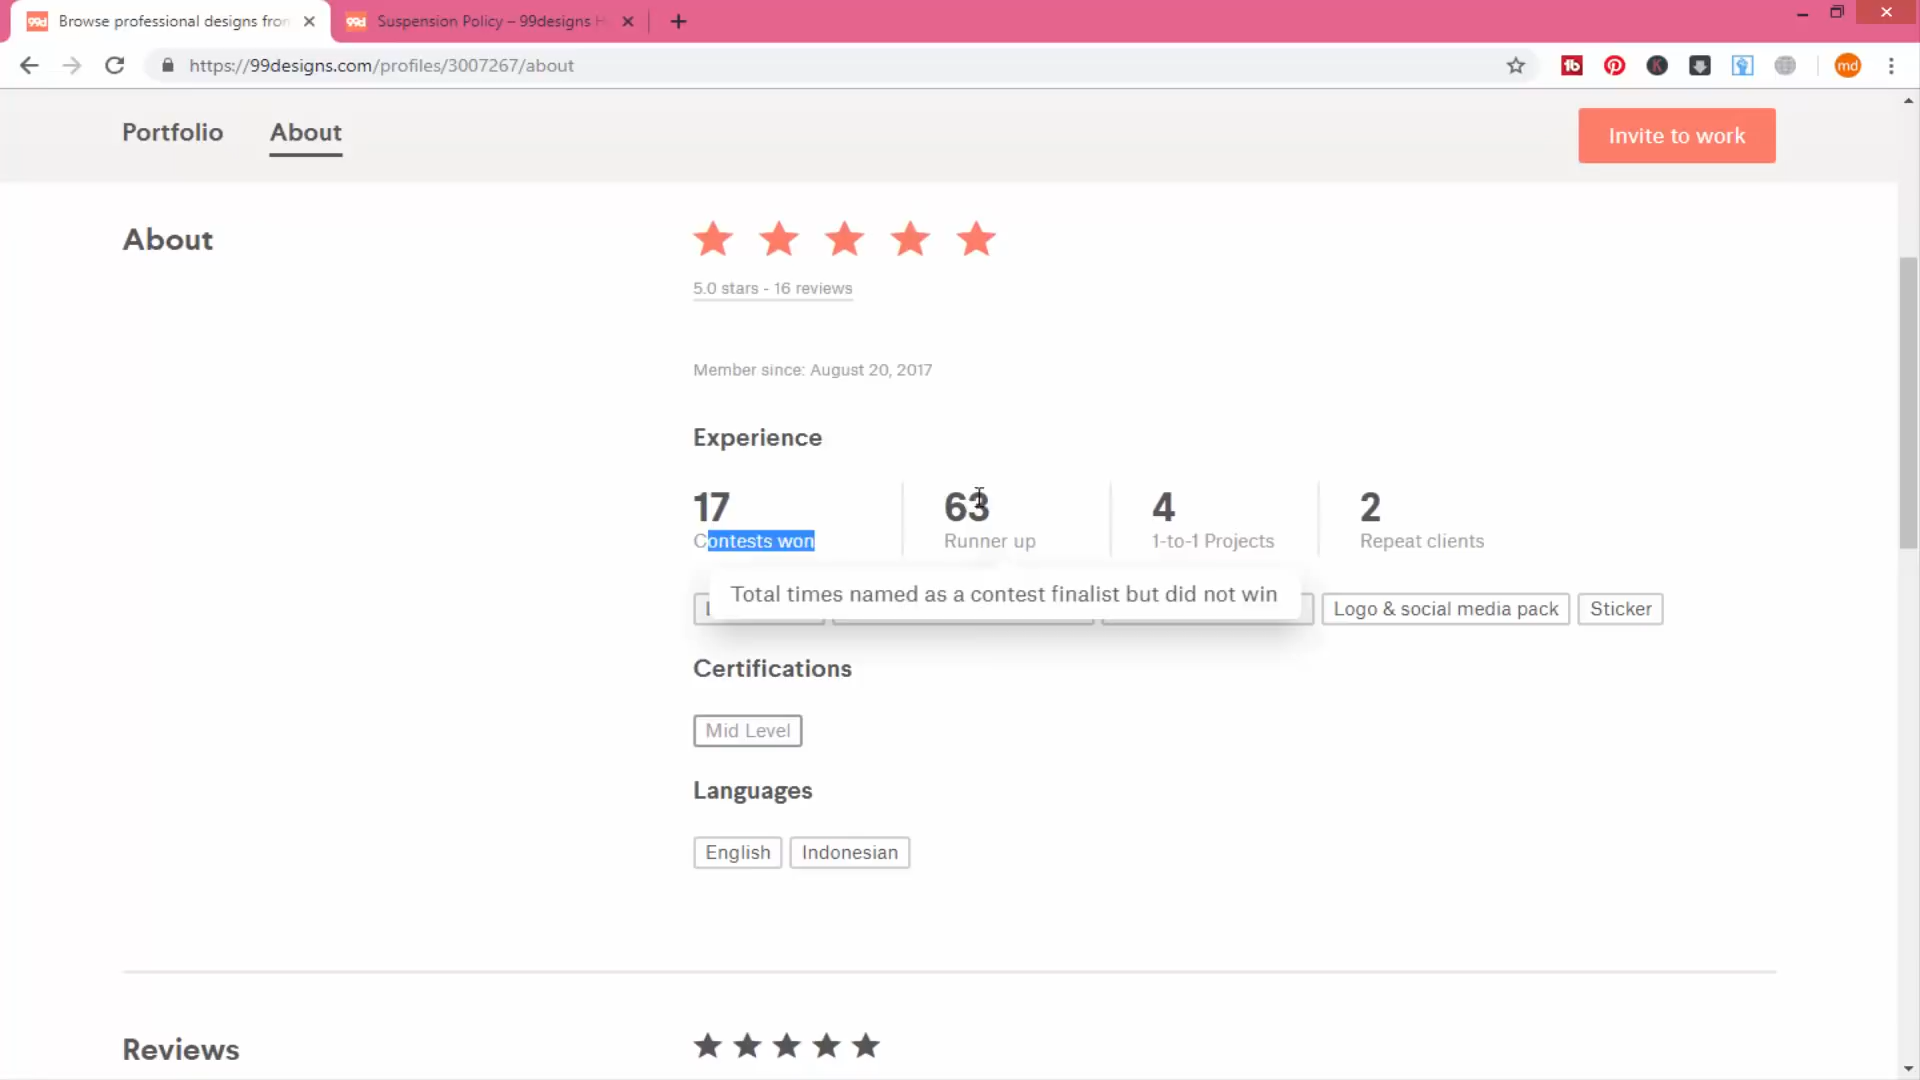 99d Browse professional designs fron
99d Suspension Policy – 99designs H
https://99designs.com/profiles/3007267/about
md
Portfolio About
Invite to work
About
5.0 stars - 16 reviews
Member since: August 20, 2017
Experience
17 63 4 2
Contests won Runner up 1-to-1 Projects Repeat clients
Total times named as a contest finalist but did not win
Logo & social media pack Sticker
Certifications
Mid Level
Languages
English Indonesian
Reviews